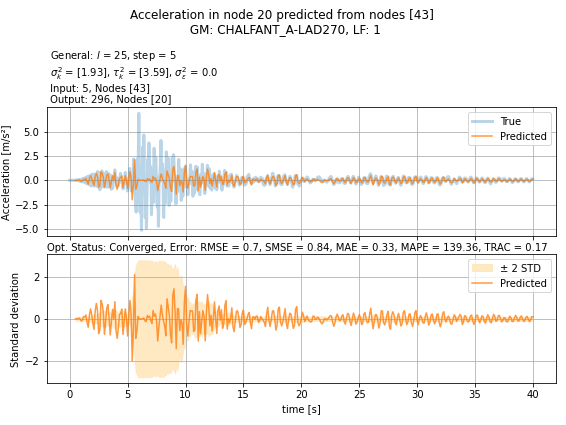 Acceleration in node 20 predicted from nodes [43]
GM: CHALFANT_A-LAD270, LF: 1
General: l = 25, step = 5
σ²ₖ = [1.93], τ²ₖ = [3.59], σ²ε = 0.0
Input: 5, Nodes [43]
Output: 296, Nodes [20]
True
Predicted
5.0
2.5
0.0
−2.5
−5.0
Acceleration [m/s²]
Opt. Status: Converged, Error: RMSE = 0.7, SMSE = 0.84, MAE = 0.33, MAPE = 139.36, TRAC = 0.17
± 2 STD
Predicted
2
0
−2
Standard deviation
0 5 10 15 20 25 30 35 40
time [s]